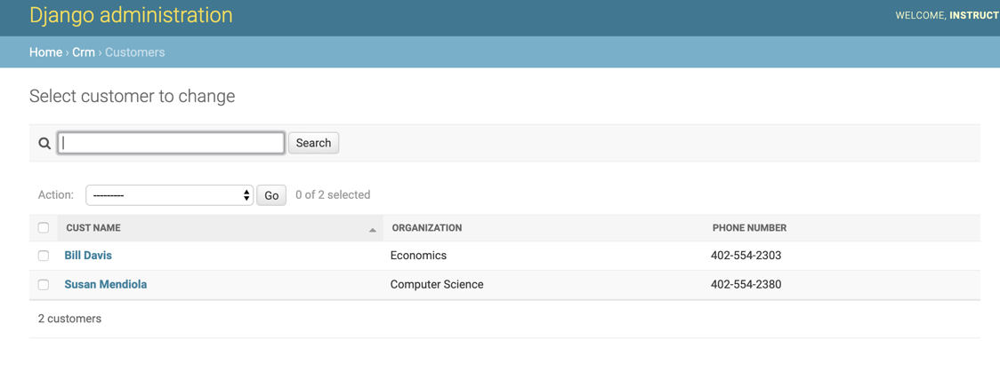 Django administration
WELCOME, INSTRUCT
Home › Crm › Customers
Select customer to change
Search
Action: --------- Go 0 of 2 selected
CUST NAME ORGANIZATION PHONE NUMBER
Bill Davis Economics 402-554-2303
Susan Mendiola Computer Science 402-554-2380
2 customers